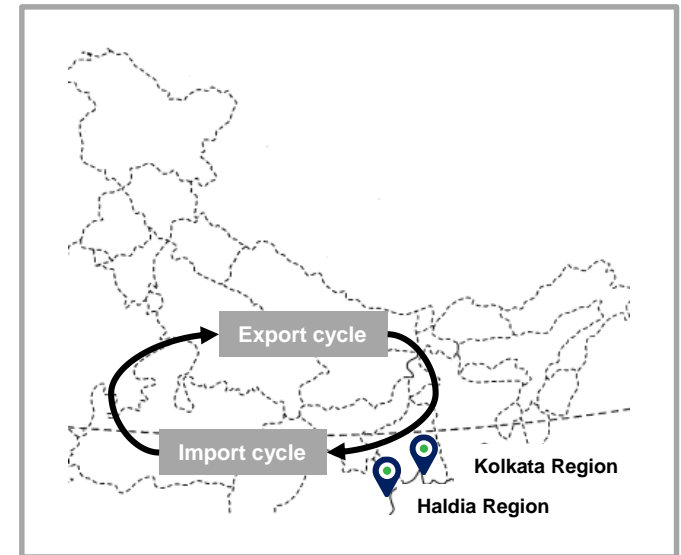 Export cycle
Import cycle
Kolkata Region
Haldia Region